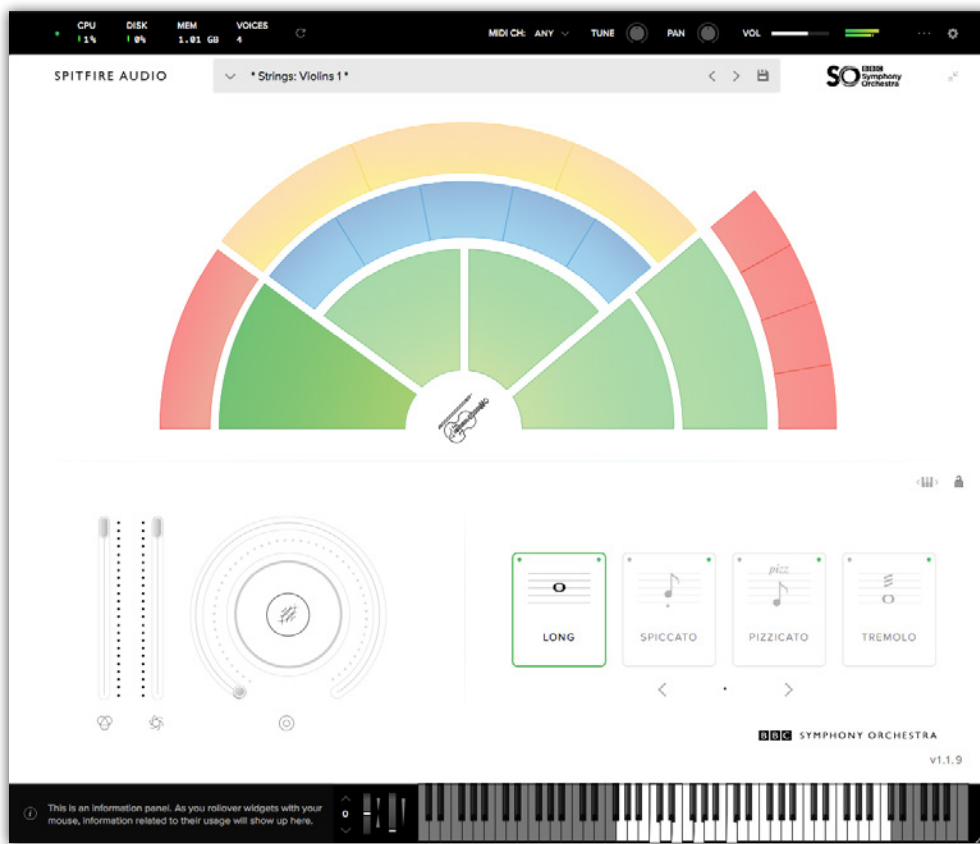 CPU DISK MEM VOICES
1% 0% 1.01 GB 4 MIDI CH: ANY TUNE PAN VOL
SPITFIRE AUDIO * Strings: Violins 1 * SO BBC Symphony Orchestra
pizz
LONG SPICCATO PIZZICATO TREMOLO
BBC SYMPHONY ORCHESTRA
v1.1.9
This is an information panel. As you rollover widgets with your
mouse, information related to their usage will show up here.
0